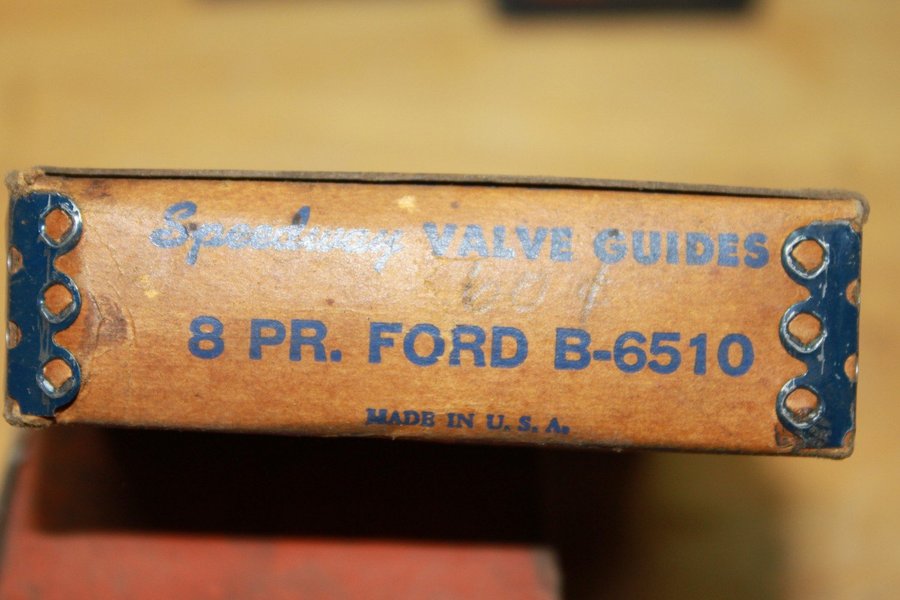 Speedway VALVE GUIDES
8 PR. FORD B-6510
MADE IN U. S. A.